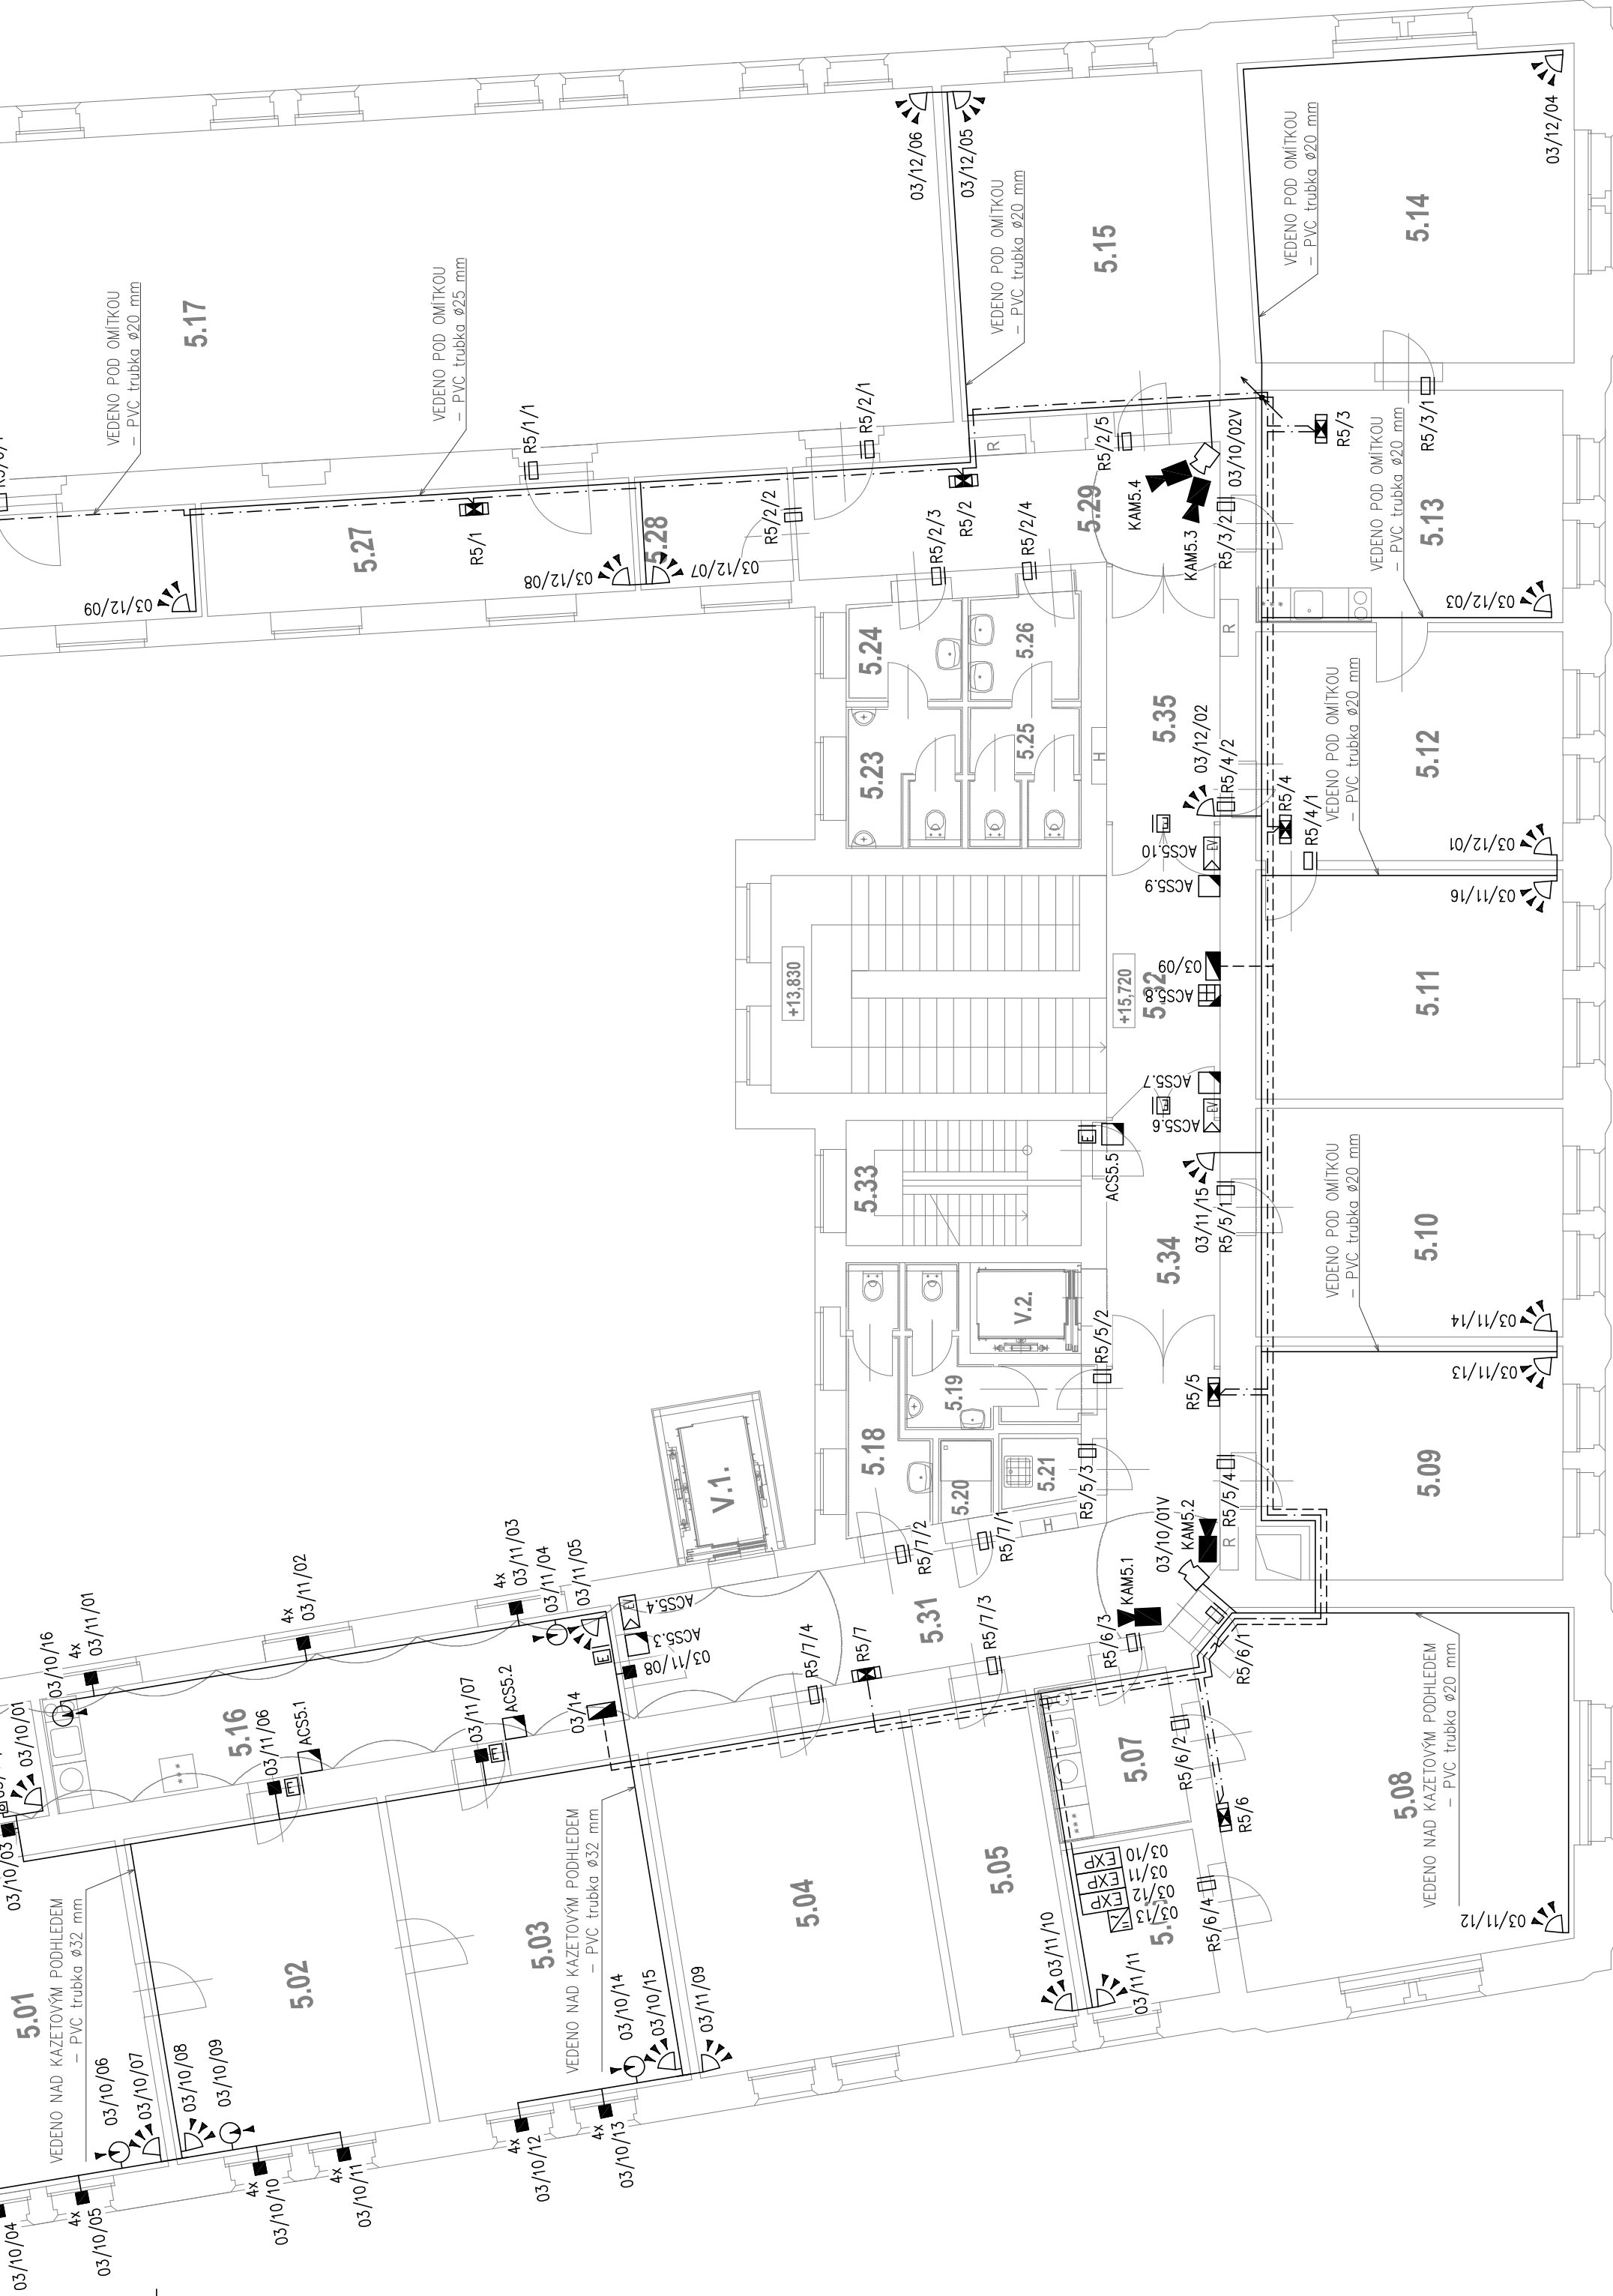 VEDENO POD OMÍTKOU
– PVC trubka ø20 mm
5.17
VEDENO POD OMÍTKOU
– PVC trubka ø25 mm
R5/1/1
R5/2/1
03/12/06
03/12/05
VEDENO POD OMÍTKOU
– PVC trubka ø20 mm
5.15
VEDENO POD OMÍTKOU
– PVC trubka ø20 mm
5.14
03/12/04
03/12/09
5.27
R5/1
03/12/08
5.28
03/12/07
R5/2/2
R5/2/3
R5/2
R5/2/4
R
R5/2/5
5.29
KAM5.4
KAM5.3
03/10/02V
R5/3/2
R5/3
R5/3/1
VEDENO POD OMÍTKOU
– PVC trubka ø20 mm
5.13
03/12/03
5.24
5.26
5.23
5.25
H
R
5.35
03/12/02
R5/4/2
ACS5.10
EV
E
ACS5.9
R5/4
R5/4/1
VEDENO POD OMÍTKOU
– PVC trubka ø20 mm
5.12
03/12/01
03/11/16
+13,830
+15,720
5.32
03/09
ACS5.8
5.11
ACS5.7
E
ACS5.6
EV
E
ACS5.5
5.33
03/11/15
R5/5/1
5.34
VEDENO POD OMÍTKOU
– PVC trubka ø20 mm
5.10
03/11/14
03/11/13
V.2.
R5/5/2
5.19
5.18
5.20
5.21
R5/5
R5/5/3
R5/5/4
5.09
H
R
V.1.
R5/7/2
R5/7/1
03/10/01V
KAM5.2
KAM5.1
5.31
R5/7/3
R5/6/3
R5/6/1
VEDENO NAD KAZETOVÝM PODHLEDEM
– PVC trubka ø20 mm
5.08
03/11/12
03/10/16
4x
03/11/01
4x
03/11/02
4x
03/11/03
03/11/04
03/11/05
EV
ACS5.4
ACS5.3
E
03/11/08
R5/7/4
R5/7
03/10/01
5.16
03/11/06
ACS5.1
E
03/11/07
ACS5.2
E
03/14
5.07
R5/6/2
R5/6
R5/6/4
03/10/03
5.01
VEDENO NAD KAZETOVÝM PODHLEDEM
– PVC trubka ø32 mm
5.02
5.03
VEDENO NAD KAZETOVÝM PODHLEDEM
– PVC trubka ø32 mm
5.04
5.05
EXP
03/10
EXP
03/11
EXP
03/12
03/13
03/11/10
03/11/11
03/10/06
03/10/07
03/10/08
03/10/09
03/10/14
03/10/15
03/11/09
03/10/04
4x
03/10/05
4x
03/10/10
4x
03/10/11
4x
03/10/12
4x
03/10/13